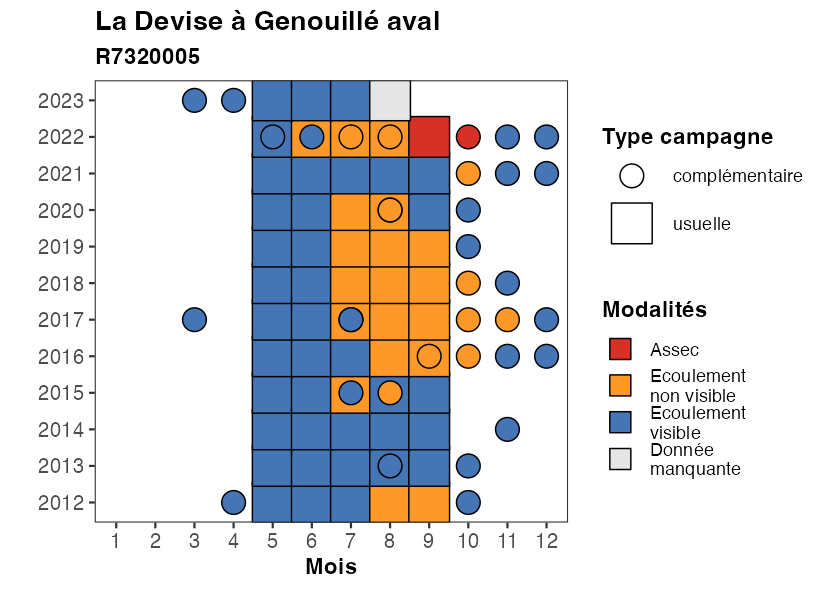 La Devise à Genouillé aval
R7320005
2023
2022
2021
2020
2019
2018
2017
2016
2015
2014
2013
2012
1 2 3 4 5 6 7 8 9 10 11 12
Mois
Type campagne
complémentaire
usuelle
Modalités
Assec
Ecoulement
non visible
Ecoulement
visible
Donnée
manquante